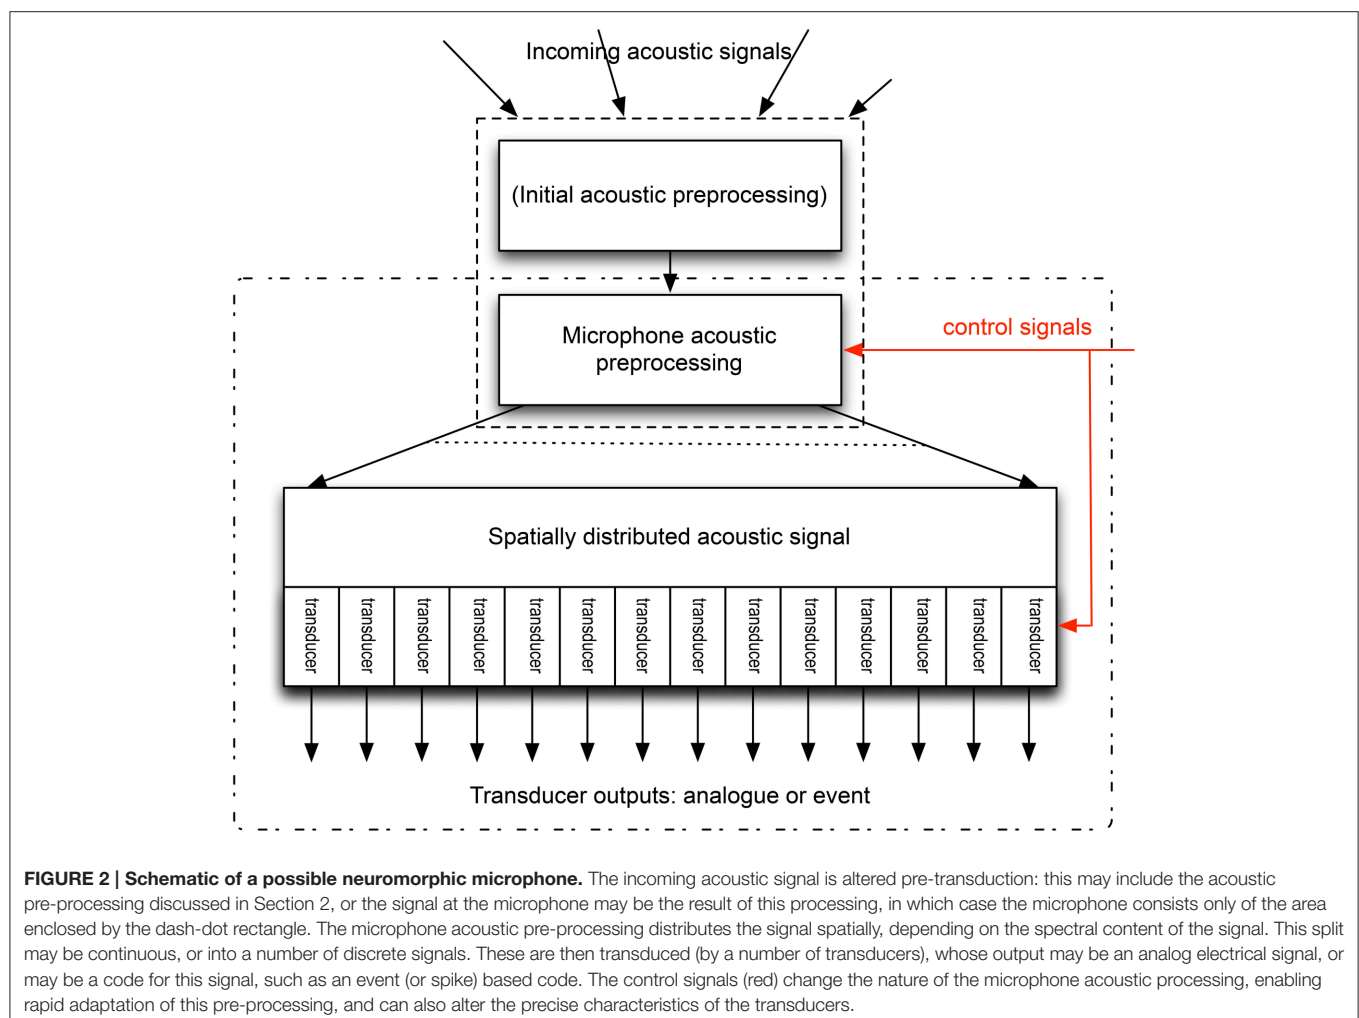 Incoming acoustic signals
(Initial acoustic preprocessing)
Microphone acoustic
preprocessing
control signals
Spatially distributed acoustic signal
transducer transducer transducer transducer transducer transducer transducer transducer transducer transducer transducer transducer transducer transducer
Transducer outputs: analogue or event
FIGURE 2 | Schematic of a possible neuromorphic microphone. The incoming acoustic signal is altered pre-transduction: this may include the acoustic
pre-processing discussed in Section 2, or the signal at the microphone may be the result of this processing, in which case the microphone consists only of the area
enclosed by the dash-dot rectangle. The microphone acoustic pre-processing distributes the signal spatially, depending on the spectral content of the signal. This split
may be continuous, or into a number of discrete signals. These are then transduced (by a number of transducers), whose output may be an analog electrical signal, or
may be a code for this signal, such as an event (or spike) based code. The control signals (red) change the nature of the microphone acoustic processing, enabling
rapid adaptation of this pre-processing, and can also alter the precise characteristics of the transducers.